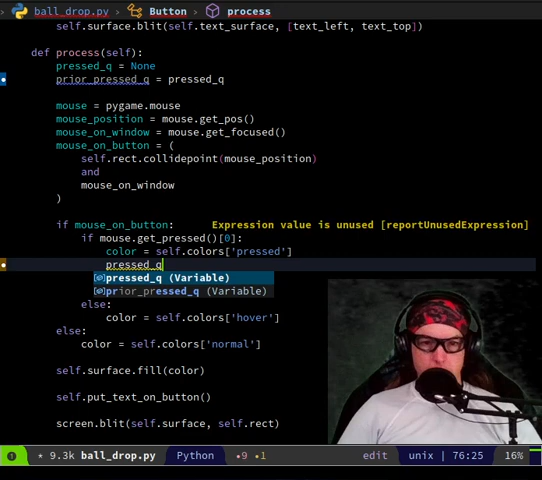 ball_drop.py › Button › process
self.surface.blit(self.text_surface, [text_left, text_top])
def process(self):
pressed_q = None
prior_pressed_q = pressed_q
mouse = pygame.mouse
mouse_position = mouse.get_pos()
mouse_on_window = mouse.get_focused()
mouse_on_button = (
self.rect.collidepoint(mouse_position)
and
mouse_on_window
)
if mouse_on_button: Expression value is unused [reportUnusedExpression]
if mouse.get_pressed()[0]:
color = self.colors['pressed']
pressed_q
pressed_q (Variable)
prior_pressed_q (Variable)
else:
color = self.colors['hover']
else:
color = self.colors['normal']
self.surface.fill(color)
self.put_text_on_button()
screen.blit(self.surface, self.rect)
* 9.3k ball_drop.py Python •9 •1 edit unix | 76:25 16%